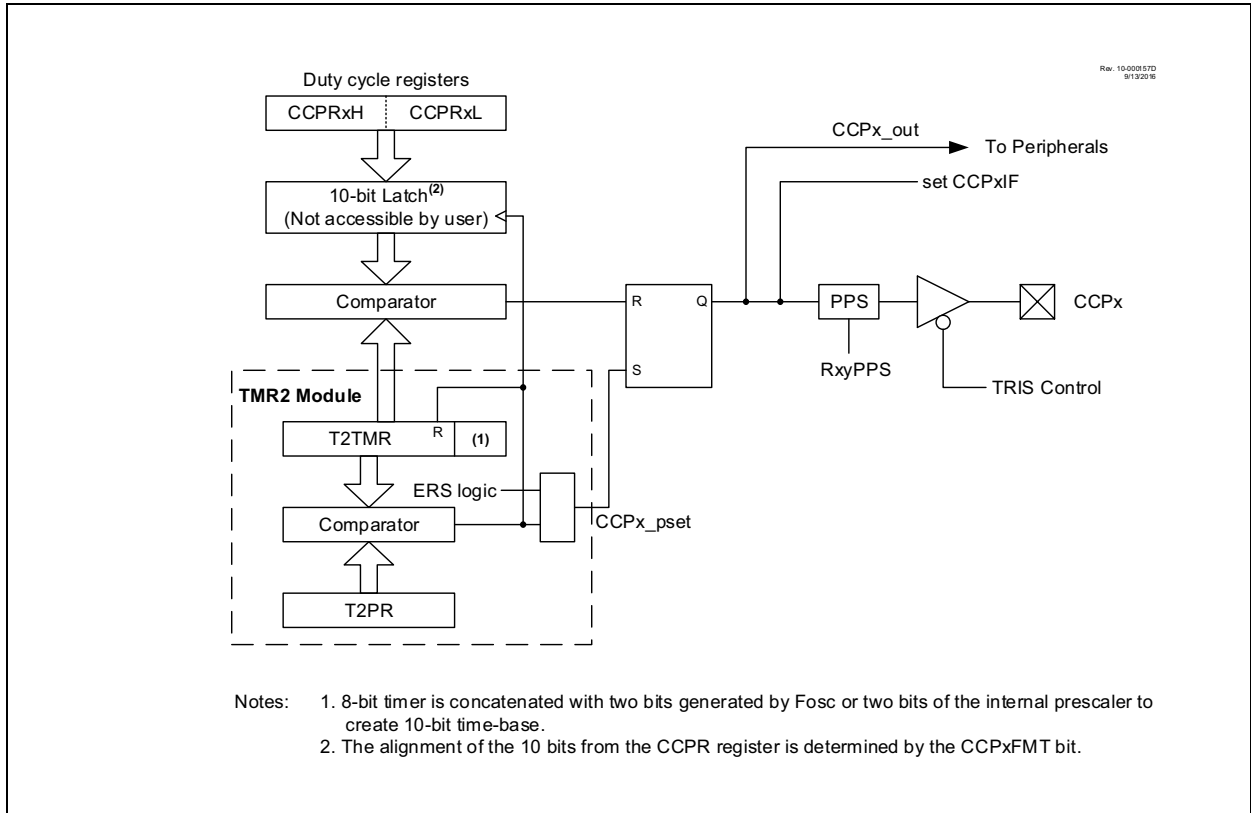 Rev. 10-000157D
9/13/2016
Duty cycle registers
CCPRxH CCPRxL
CCPx_out
To Peripherals
set CCPxIF
10-bit Latch(2)
(Not accessible by user)
Comparator
R Q
PPS
CCPx
RxyPPS
S
TRIS Control
TMR2 Module
T2TMR R (1)
ERS logic
CCPx_pset
Comparator
T2PR
Notes: 1. 8-bit timer is concatenated with two bits generated by Fosc or two bits of the internal prescaler to
create 10-bit time-base.
2. The alignment of the 10 bits from the CCPR register is determined by the CCPxFMT bit.